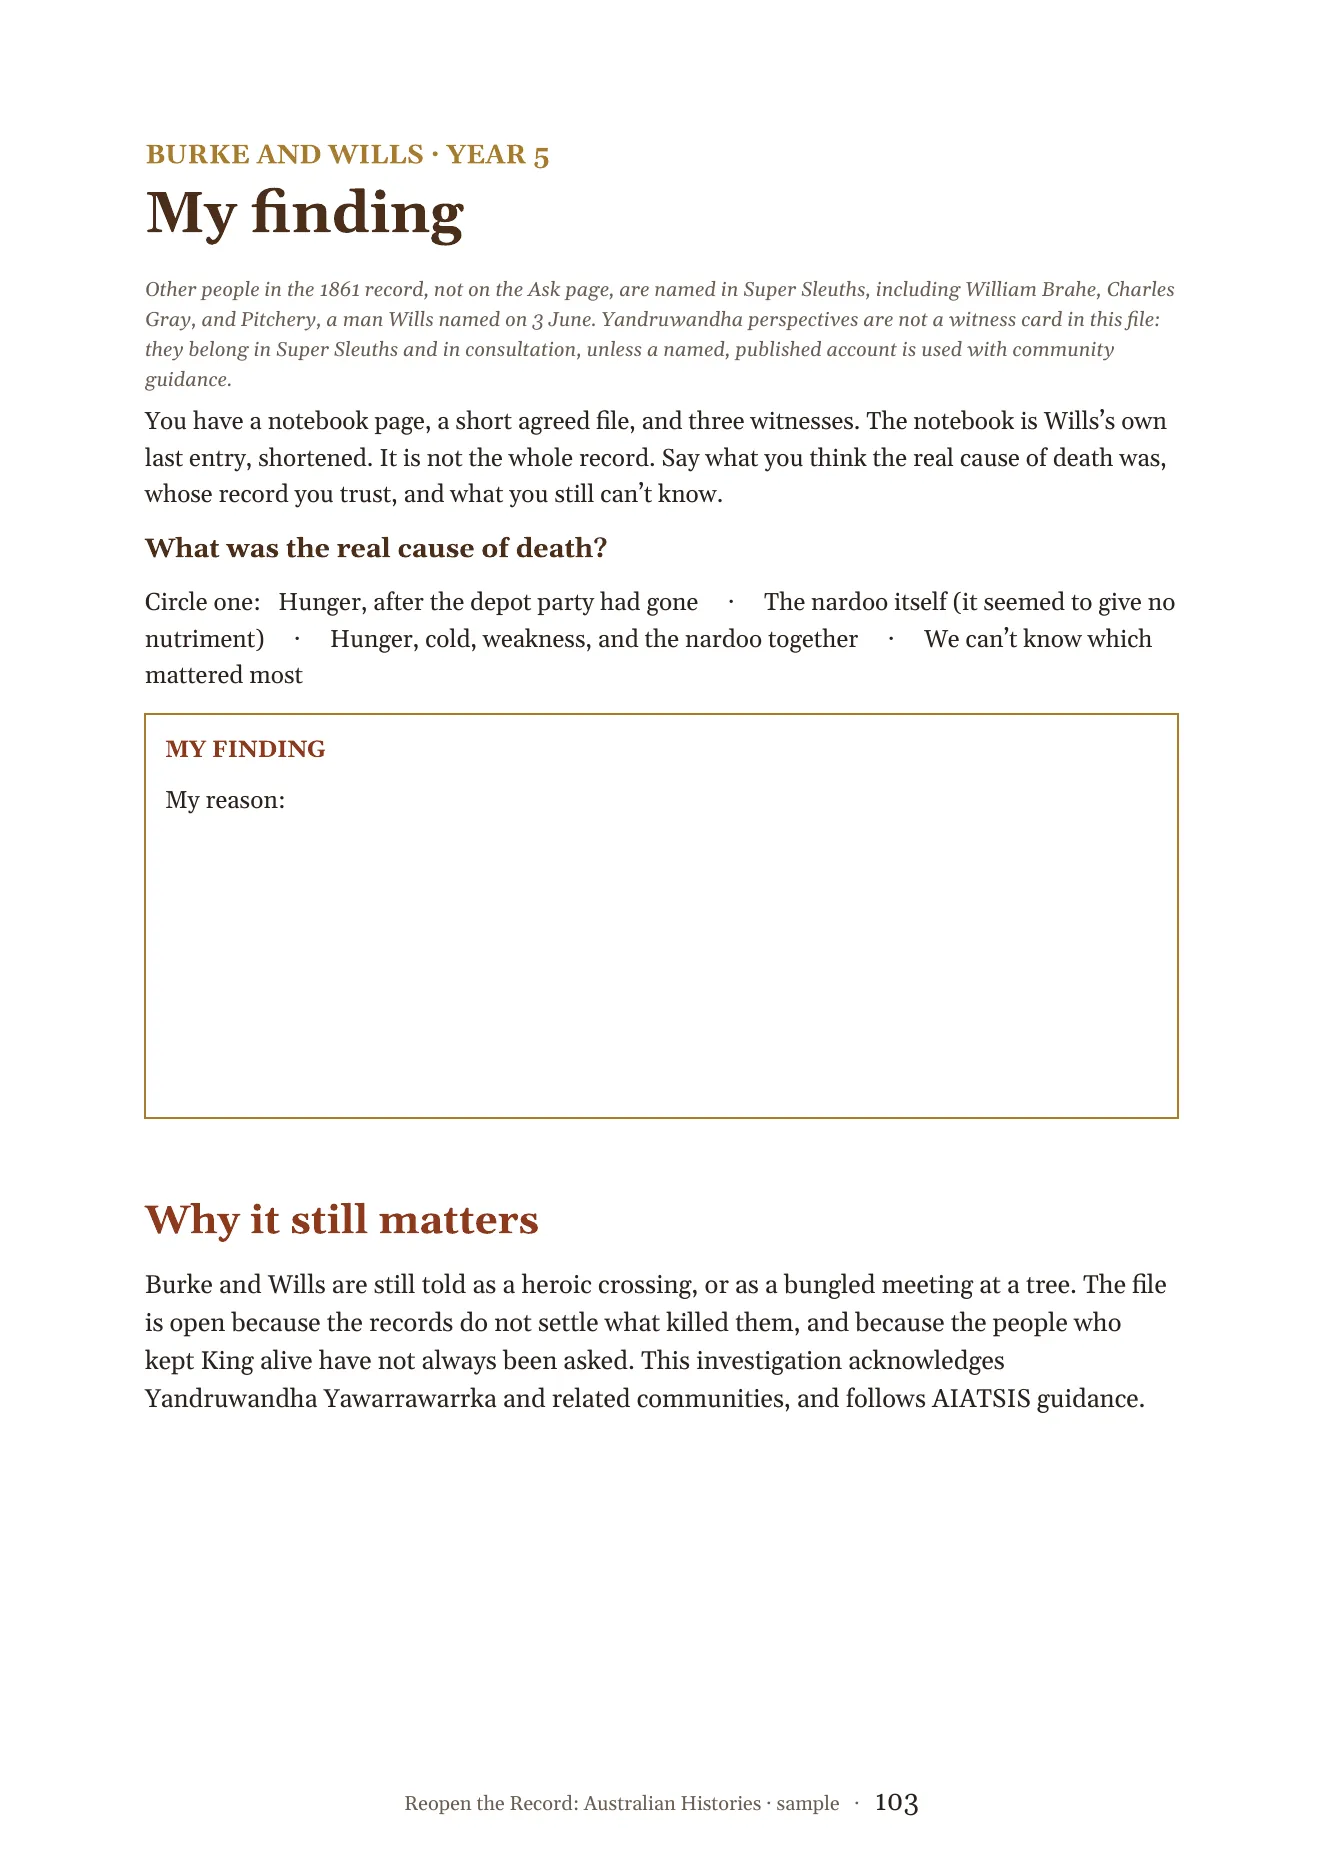 BURKE AND WILLS · YEAR 5
My finding
Other people in the 1861 record, not on the Ask page, are named in Super Sleuths, including William Brahe, Charles
Gray, and Pitchery, a man Wills named on 3 June. Yandruwandha perspectives are not a witness card in this file:
they belong in Super Sleuths and in consultation, unless a named, published account is used with community
guidance.
You have a notebook page, a short agreed file, and three witnesses. The notebook is Wills’s own
last entry, shortened. It is not the whole record. Say what you think the real cause of death was,
whose record you trust, and what you still can’t know.
What was the real cause of death?
Circle one: Hunger, after the depot party had gone · The nardoo itself (it seemed to give no
nutriment) · Hunger, cold, weakness, and the nardoo together · We can’t know which
mattered most
MY FINDING
My reason:
Why it still matters
Burke and Wills are still told as a heroic crossing, or as a bungled meeting at a tree. The file
is open because the records do not settle what killed them, and because the people who
kept King alive have not always been asked. This investigation acknowledges
Yandruwandha Yawarrawarrka and related communities, and follows AIATSIS guidance.
Reopen the Record: Australian Histories · sample · 103